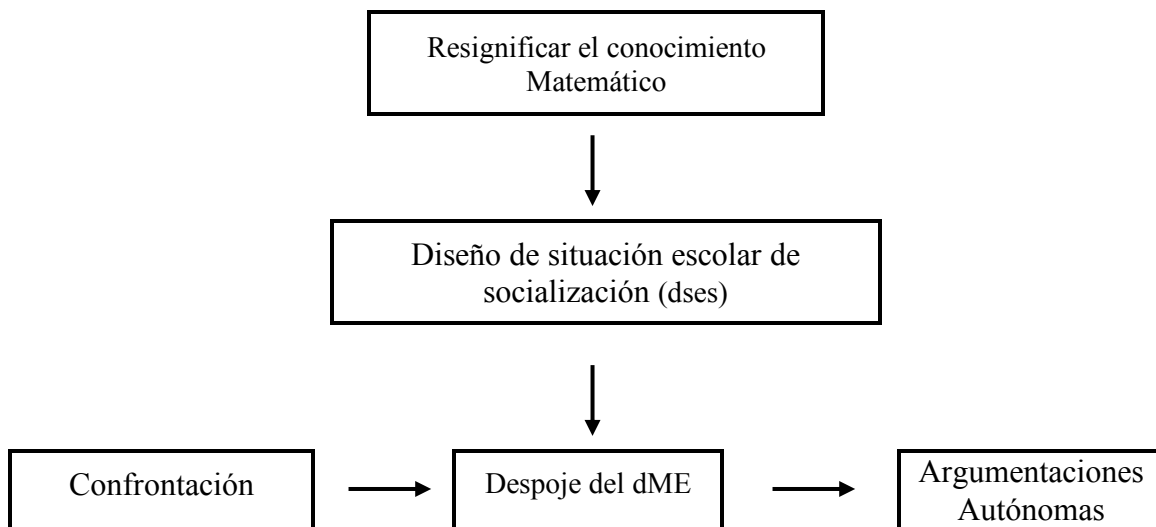 Resignificar el conocimiento
Matemático
Diseño de situación escolar de
socialización (dses)
Confrontación
Despoje del dME
Argumentaciones
Autónomas